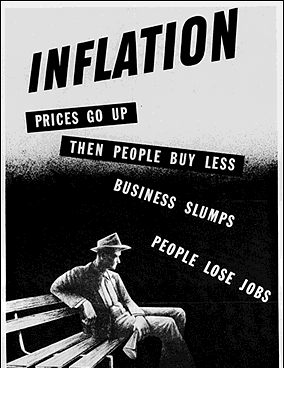 INFLATION
PRICES GO UP
THEN PEOPLE BUY LESS
BUSINESS SLUMPS
PEOPLE LOSE JOBS